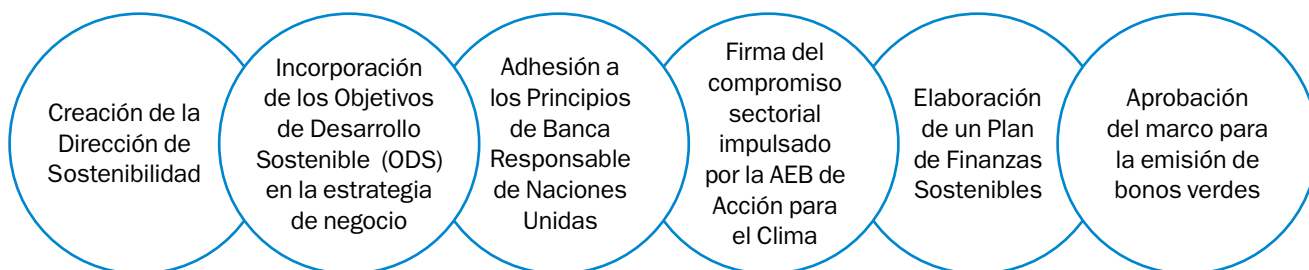 Creación de la
Dirección de
Sostenibilidad
Incorporación
de los Objetivos
de Desarrollo
Sostenible (ODS)
en la estrategia
de negocio
Adhesión a
los Principios
de Banca
Responsable
de Naciones
Unidas
Firma del
compromiso
sectorial
impulsado
por la AEB de
Acción para
el Clima
Elaboración
de un Plan
de Finanzas
Sostenibles
Aprobación
del marco para
la emisión de
bonos verdes